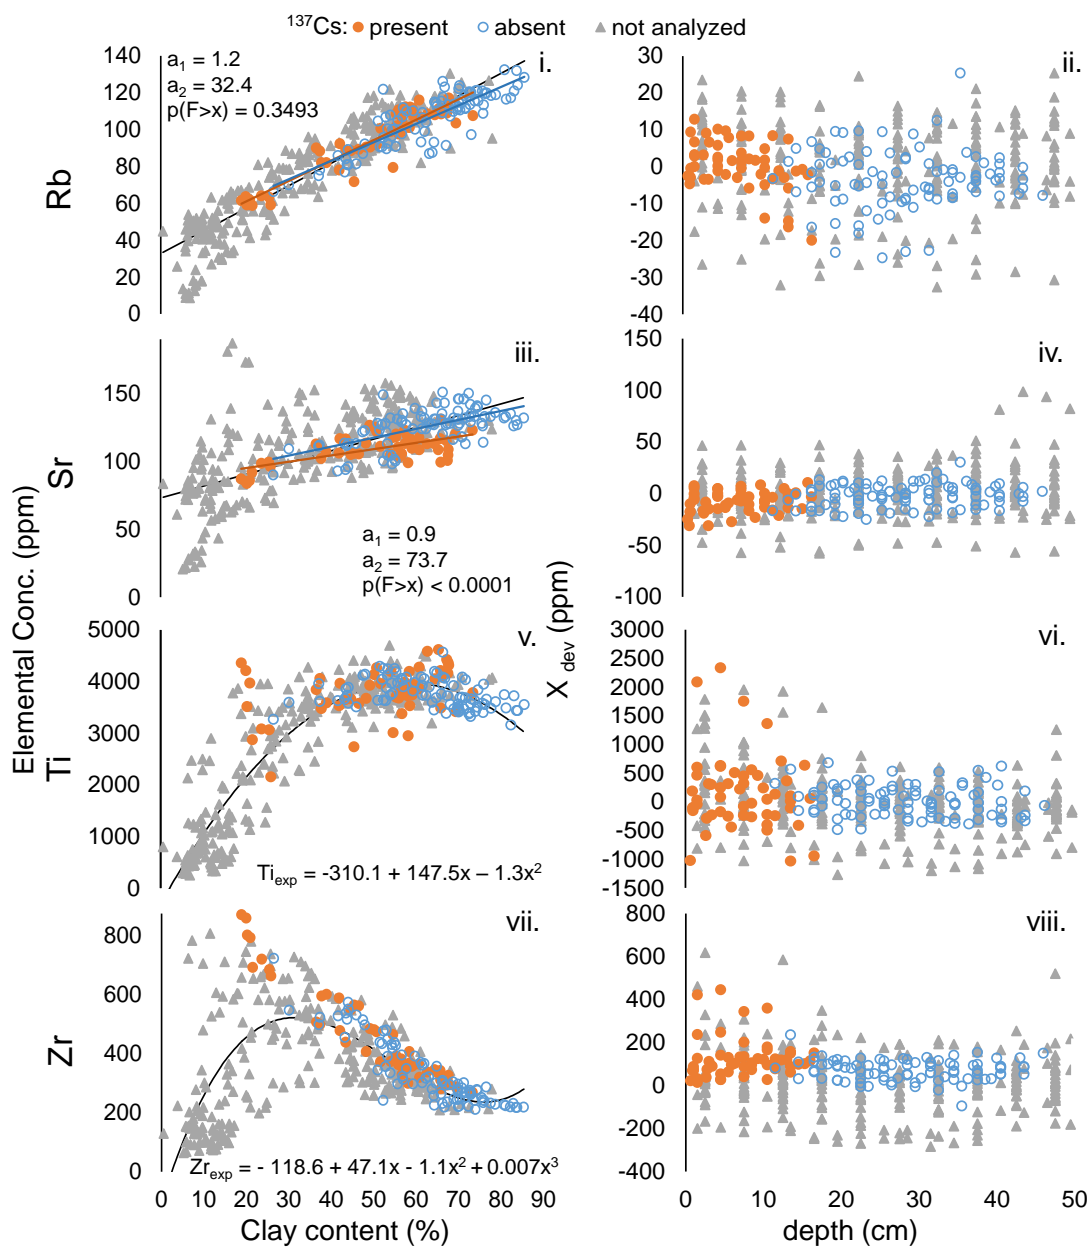 137Cs: present absent not analyzed
140
120
100
80
60
40
20
0
Rb
a1 = 1.2
a2 = 32.4
p(F>x) = 0.3493
i.
30
20
10
0
-10
-20
-30
-40
ii.
150
100
50
0
Sr
iii.
a1 = 0.9
a2 = 73.7
p(F>x) < 0.0001
150
100
50
0
-50
-100
iv.
Elemental Conc. (ppm)
X dev (ppm)
5000
4000
3000
2000
1000
0
Ti
v.
Tiexp = -310.1 + 147.5x – 1.3x2
3000
2500
2000
1500
1000
500
0
-500
-1000
-1500
vi.
800
600
400
200
0
Zr
vii.
Zrexp = - 118.6 + 47.1x - 1.1x2 + 0.007x3
0 10 20 30 40 50 60 70 80 90
Clay content (%)
800
600
400
200
0
-200
-400
viii.
0 10 20 30 40 50
depth (cm)